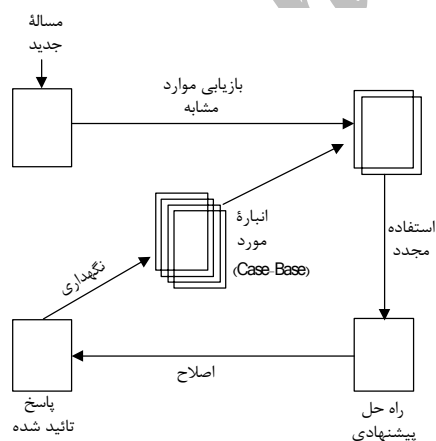 مسالهٔ
جدید
بازیابی موارد
مشابه
انبارهٔ
مورد
(Case-Base)
استفاده
مجدد
نگهداری
اصلاح
پاسخ
تائید شده
راه حل
پیشنهادی